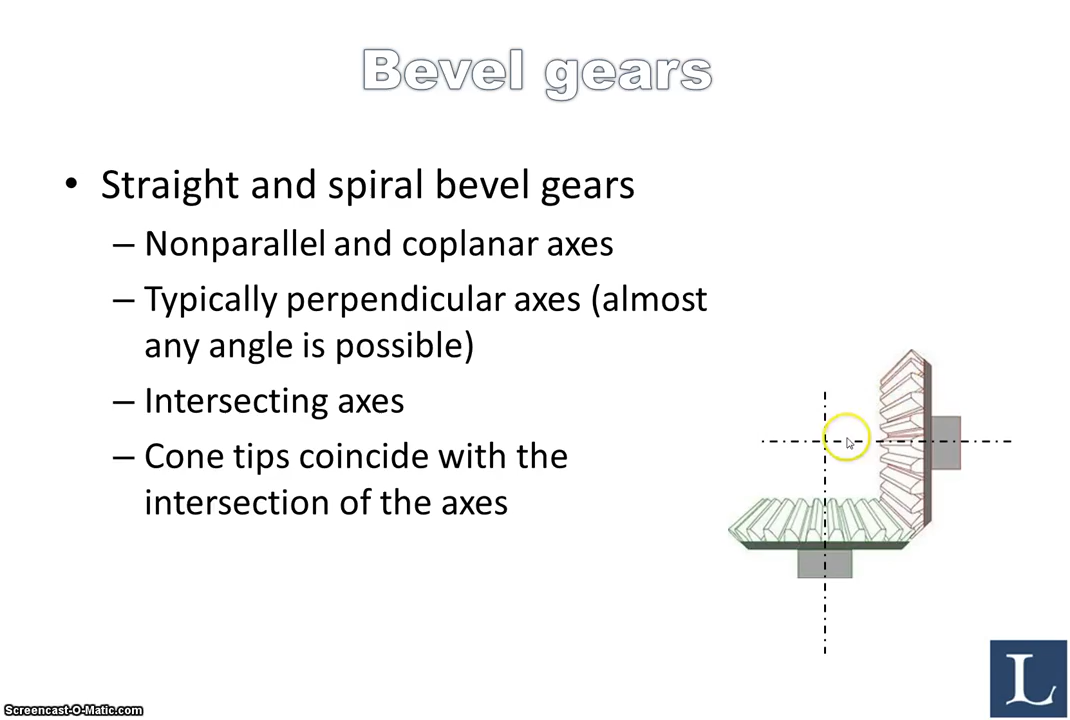 Bevel gears
• Straight and spiral bevel gears
– Nonparallel and coplanar axes
– Typically perpendicular axes (almost
any angle is possible)
– Intersecting axes
– Cone tips coincide with the
intersection of the axes
L
Screencast-O-Matic.com